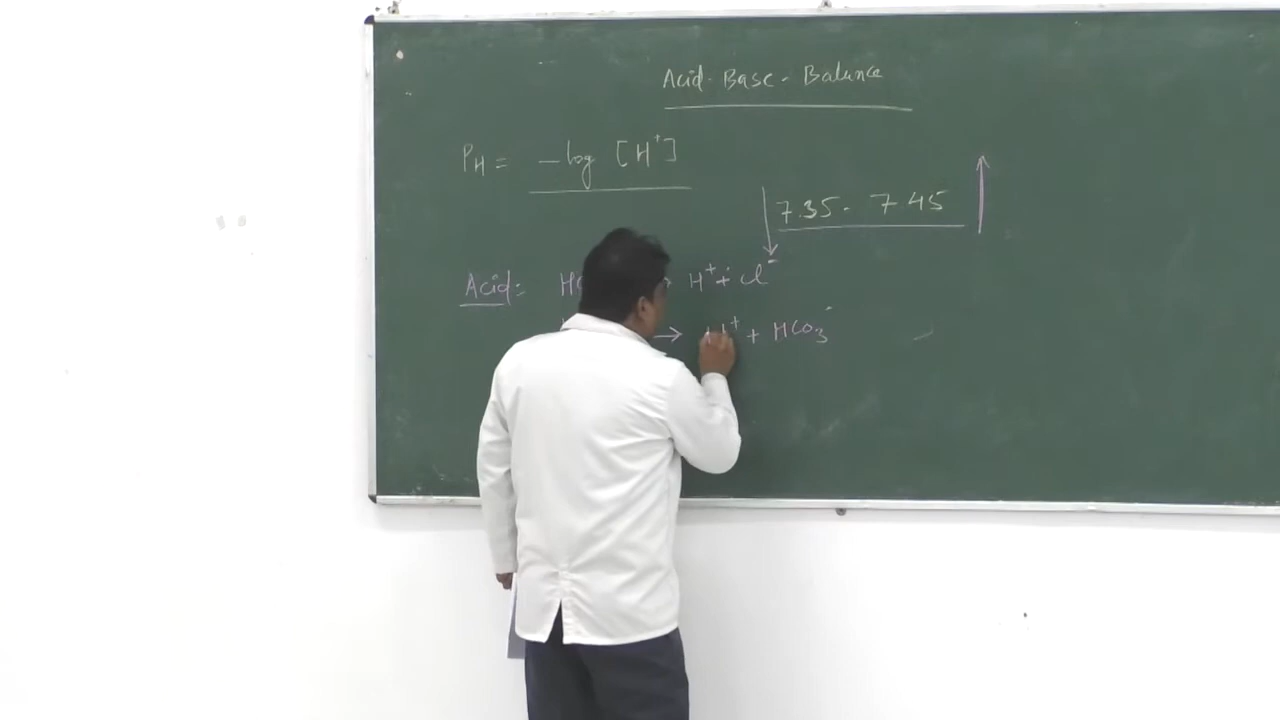 Acid-Base-Balance
PH = -log [H⁺]
7.35 - 7.45
Acid: → H⁺ + Cl⁻
→ H⁺ + HCO₃⁻